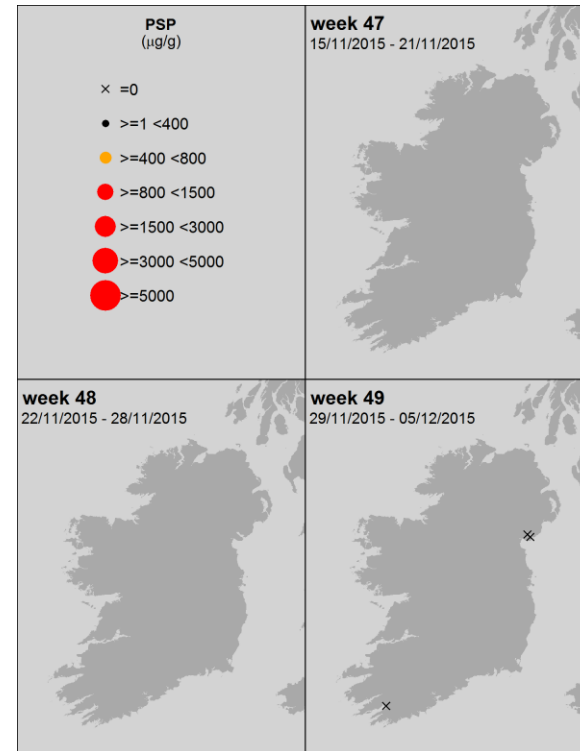 PSP
(µg/g)
× =0
>=1 <400
>=400 <800
>=800 <1500
>=1500 <3000
>=3000 <5000
>=5000
week 47
15/11/2015 - 21/11/2015
week 48
22/11/2015 - 28/11/2015
week 49
29/11/2015 - 05/12/2015